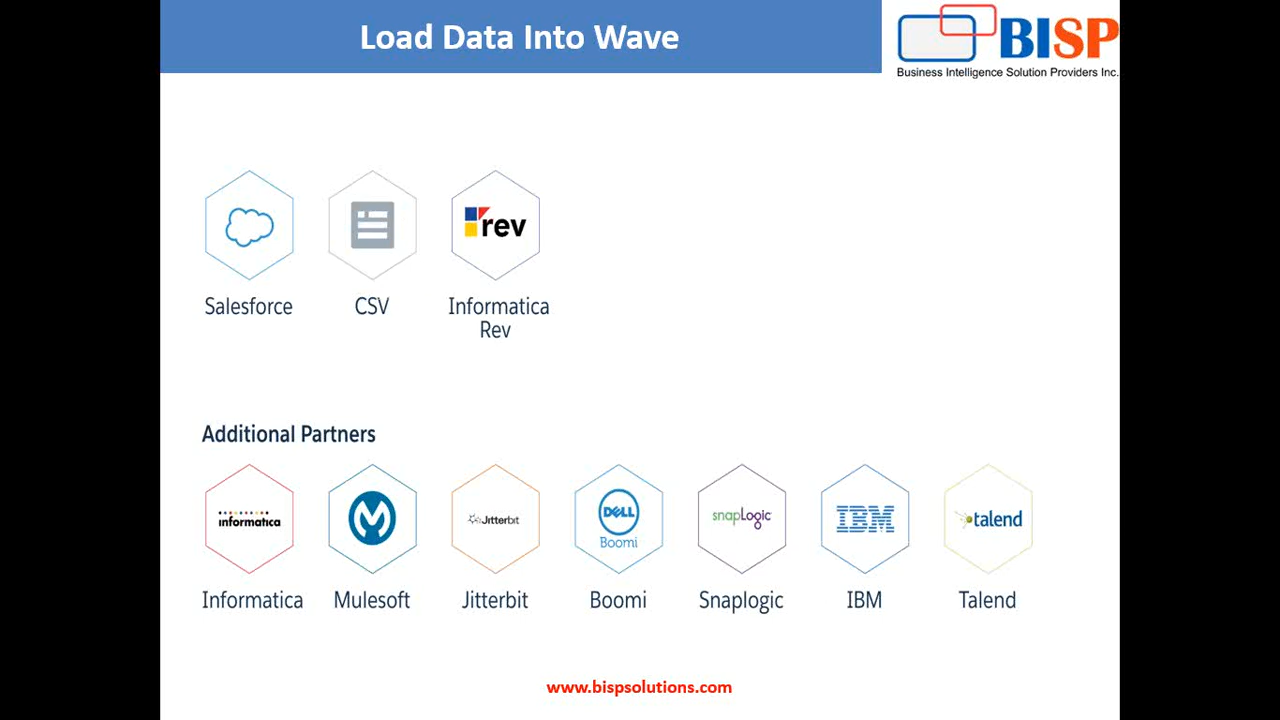 Load Data Into Wave
BISP
Business Intelligence Solution Providers Inc.
rev
Salesforce
CSV
Informatica
Rev
Additional Partners
informatica
Jitterbit
DELL
Boomi
snapLogic
IBM
talend
Informatica
Mulesoft
Jitterbit
Boomi
Snaplogic
IBM
Talend
www.bispsolutions.com